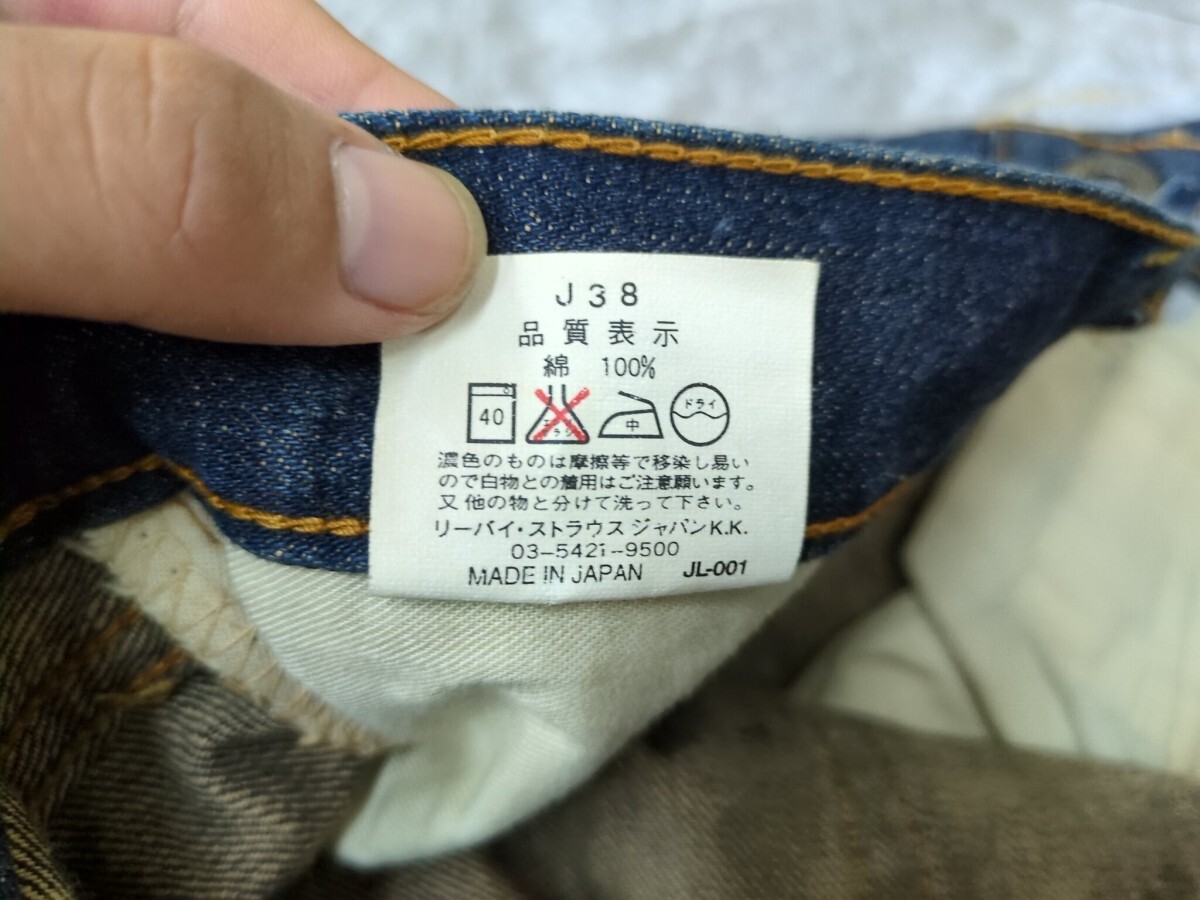 J38
品質表示
綿 100%
40 中 ドライ
濃色のものは摩擦等で移染し易い
ので白物との着用はご注意願います。
又他の物と分けて洗って下さい。
リーバイ・ストラウス ジャパンK.K.
03-5421-9500
MADE IN JAPAN JL-001